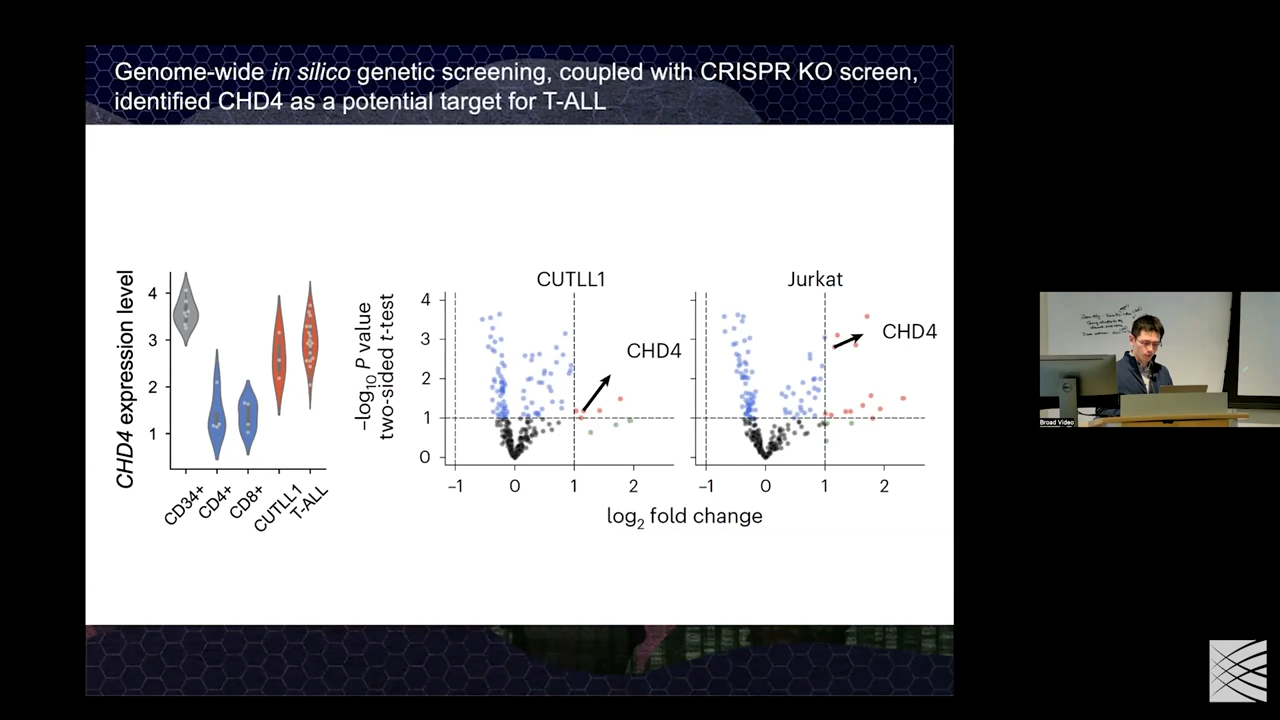 Genome-wide in silico genetic screening, coupled with CRISPR KO screen,
identified CHD4 as a potential target for T-ALL
CHD4 expression level
4
3
2
1
CD34+
CD4+
CD8+
CUTLL1
T-ALL
–log10 P value
two-sided t-test
CUTLL1
4
3
2
1
0
CHD4
–1
0
1
2
Jurkat
CHD4
–1
0
1
2
log2 fold change
Broad Video